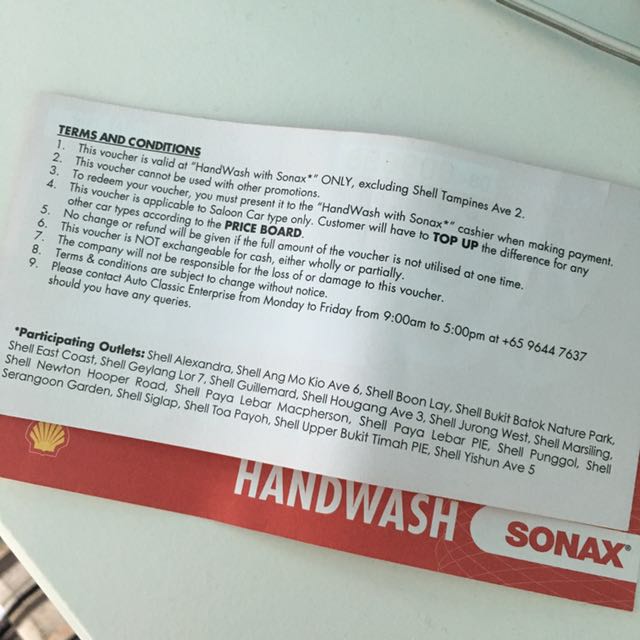 TERMS AND CONDITIONS
1. This voucher is valid at "HandWash with Sonax*" ONLY, excluding Shell Tampines Ave 2.
2. This voucher cannot be used with other promotions.
3. To redeem your voucher, you must present it to the "HandWash with Sonax*" cashier when making payment.
4. This voucher is applicable to Saloon Car type only. Customer will have to TOP UP the difference for any
other car types according to the PRICE BOARD.
5. No change or refund will be given if the full amount of the voucher is not utilised at one time.
6. This voucher is NOT exchangeable for cash, either wholly or partially.
7. The company will not be responsible for the loss of or damage to this voucher.
8. Terms & conditions are subject to change without notice.
9. Please contact Auto Classic Enterprise from Monday to Friday from 9:00am to 5:00pm at +65 9644 7637
should you have any queries.
*Participating Outlets: Shell Alexandra, Shell Ang Mo Kio Ave 6, Shell Boon Lay, Shell Bukit Batok Nature Park,
Shell East Coast, Shell Geylang Lor 7, Shell Guillemard, Shell Hougang Ave 3, Shell Jurong West, Shell Marsiling,
Shell Newton Hooper Road, Shell Paya Lebar Macpherson, Shell Paya Lebar PIE, Shell Punggol, Shell
Serangoon Garden, Shell Siglap, Shell Toa Payoh, Shell Upper Bukit Timah PIE, Shell Yishun Ave 5
HANDWASH
SONAX®